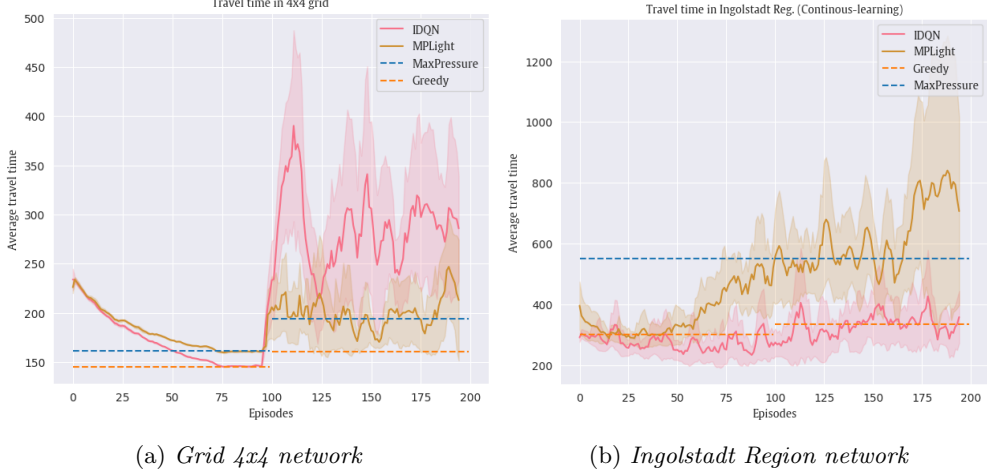 Travel time in 4x4 grid
500
450
400
350
300
250
200
150
0 25 50 75 100 125 150 175 200
Episodes
Average travel time
IDQN
MPLight
MaxPressure
Greedy
(a) Grid 4x4 network
Travel time in Ingolstadt Reg. (Continous-learning)
1200
1000
800
600
400
200
0 25 50 75 100 125 150 175 200
Episodes
Average travel time
IDQN
MPLight
Greedy
MaxPressure
(b) Ingolstadt Region network